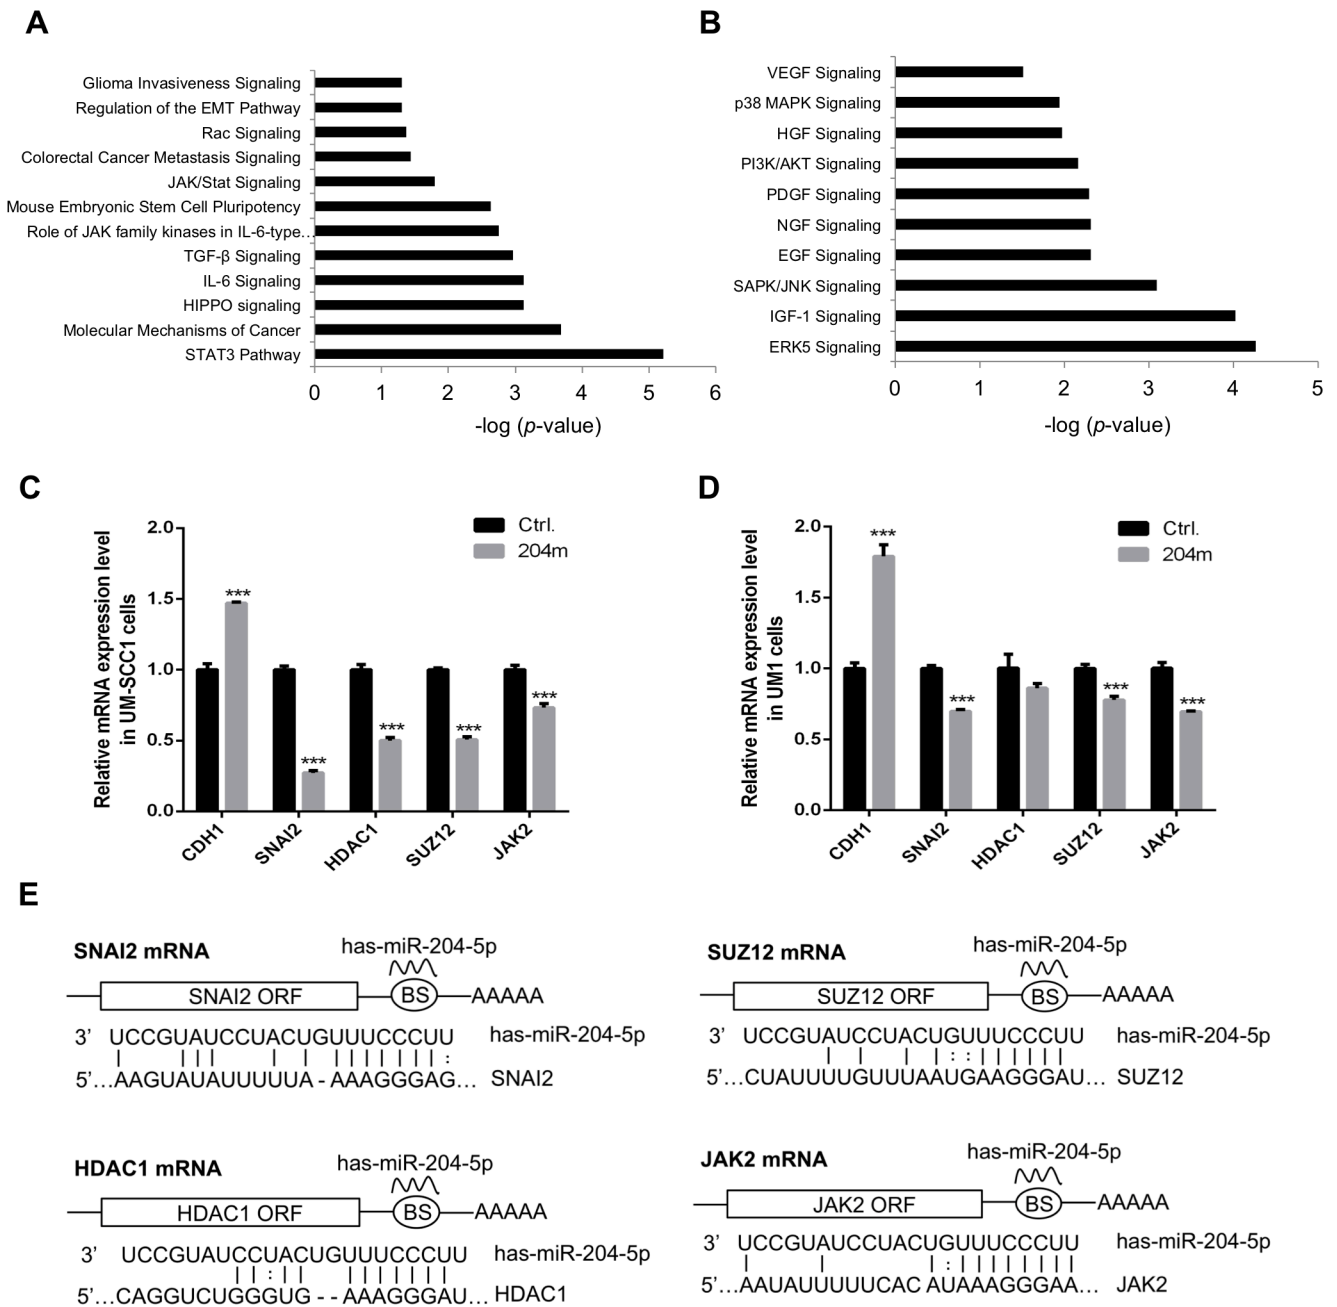 A
Glioma Invasiveness Signaling
Regulation of the EMT Pathway
Rac Signaling
Colorectal Cancer Metastasis Signaling
JAK/Stat Signaling
Mouse Embryonic Stem Cell Pluripotency
Role of JAK family kinases in IL-6-type…
TGF-β Signaling
IL-6 Signaling
HIPPO signaling
Molecular Mechanisms of Cancer
STAT3 Pathway
0 1 2 3 4 5 6
-log (p-value)
B
VEGF Signaling
p38 MAPK Signaling
HGF Signaling
PI3K/AKT Signaling
PDGF Signaling
NGF Signaling
EGF Signaling
SAPK/JNK Signaling
IGF-1 Signaling
ERK5 Signaling
0 1 2 3 4 5
-log (p-value)
C
Relative mRNA expression level
in UM-SCC1 cells
2.0
1.5
1.0
0.5
0.0
Ctrl.
204m
***
***
***
***
***
CDH1 SNAI2 HDAC1 SUZ12 JAK2
D
Relative mRNA expression level
in UM1 cells
2.0
1.5
1.0
0.5
0.0
Ctrl.
204m
***
***
***
***
CDH1 SNAI2 HDAC1 SUZ12 JAK2
E
SNAI2 mRNA
has-miR-204-5p
SNAI2 ORF BS AAAAA
3’ UCCGUAUCCUACUGUUUCCCUU has-miR-204-5p
5’…AAGUAUAUUUUUA - AAAGGGAG… SNAI2
SUZ12 mRNA
has-miR-204-5p
SUZ12 ORF BS AAAAA
3’ UCCGUAUCCUACUGUUUCCCUU has-miR-204-5p
5’…CUAUUUUGUUUAAUGAAGGGAU… SUZ12
HDAC1 mRNA
has-miR-204-5p
HDAC1 ORF BS AAAAA
3’ UCCGUAUCCUACUGUUUCCCUU has-miR-204-5p
5’…CAGGUCUGGGUG - - AAAGGGAU… HDAC1
JAK2 mRNA
has-miR-204-5p
JAK2 ORF BS AAAAA
3’ UCCGUAUCCUACUGUUUCCCUU has-miR-204-5p
5’…AAUAUUUUUCAC AUAAAGGGAA… JAK2